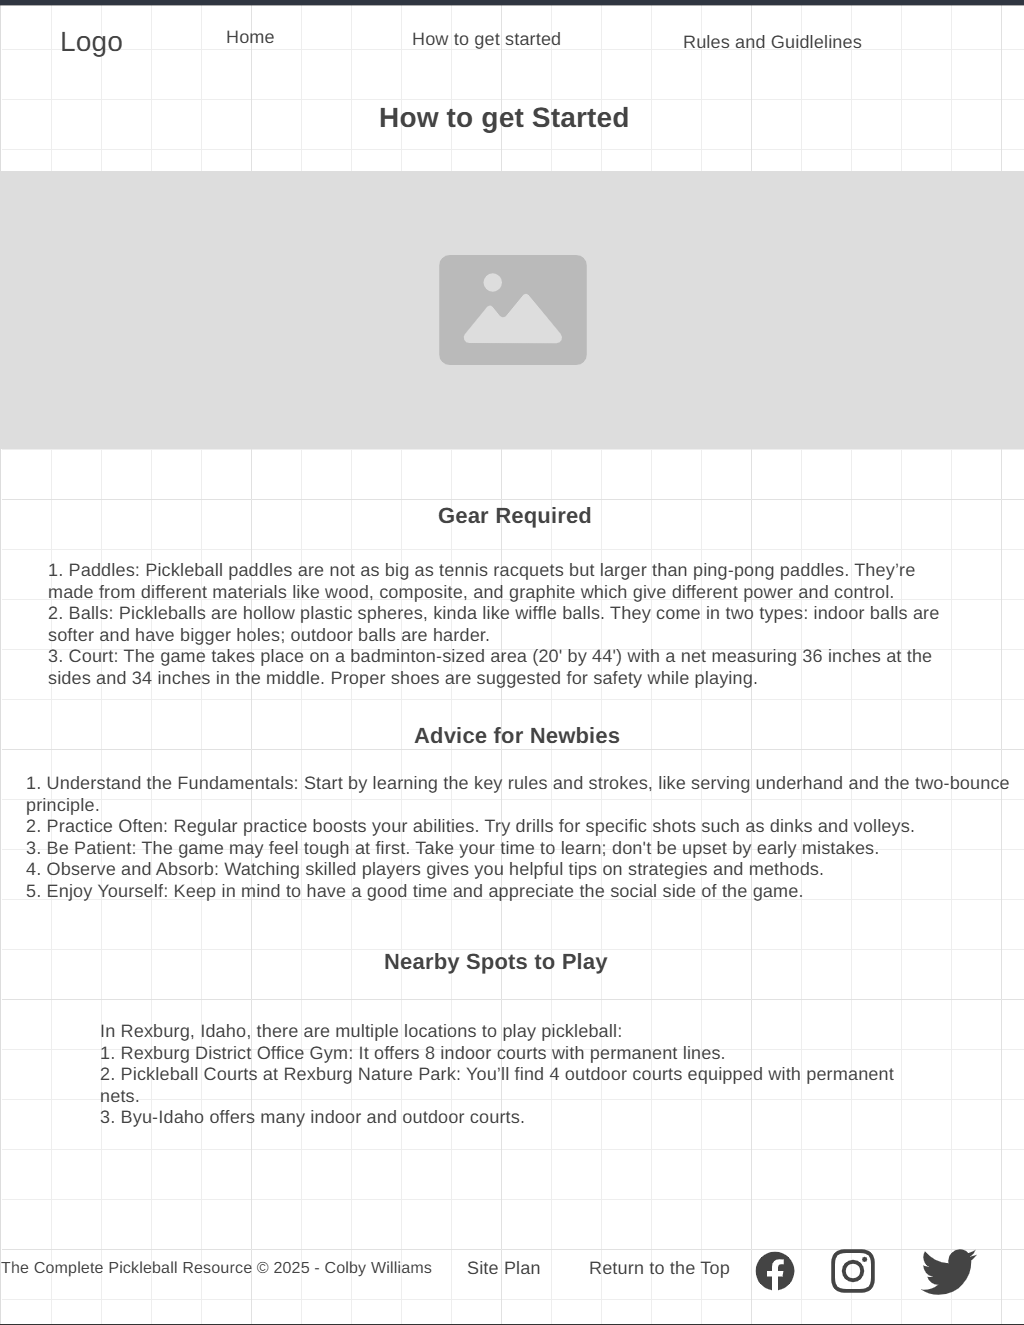 Logo
Home
How to get started
Rules and Guidlelines
How to get Started
Gear Required
1. Paddles: Pickleball paddles are not as big as tennis racquets but larger than ping-pong paddles. They’re
made from different materials like wood, composite, and graphite which give different power and control.
2. Balls: Pickleballs are hollow plastic spheres, kinda like wiffle balls. They come in two types: indoor balls are
softer and have bigger holes; outdoor balls are harder.
3. Court: The game takes place on a badminton-sized area (20' by 44') with a net measuring 36 inches at the
sides and 34 inches in the middle. Proper shoes are suggested for safety while playing.
Advice for Newbies
1. Understand the Fundamentals: Start by learning the key rules and strokes, like serving underhand and the two-bounce
principle.
2. Practice Often: Regular practice boosts your abilities. Try drills for specific shots such as dinks and volleys.
3. Be Patient: The game may feel tough at first. Take your time to learn; don't be upset by early mistakes.
4. Observe and Absorb: Watching skilled players gives you helpful tips on strategies and methods.
5. Enjoy Yourself: Keep in mind to have a good time and appreciate the social side of the game.
Nearby Spots to Play
In Rexburg, Idaho, there are multiple locations to play pickleball:
1. Rexburg District Office Gym: It offers 8 indoor courts with permanent lines.
2. Pickleball Courts at Rexburg Nature Park: You’ll find 4 outdoor courts equipped with permanent
nets.
3. Byu-Idaho offers many indoor and outdoor courts.
The Complete Pickleball Resource © 2025 - Colby Williams
Site Plan
Return to the Top